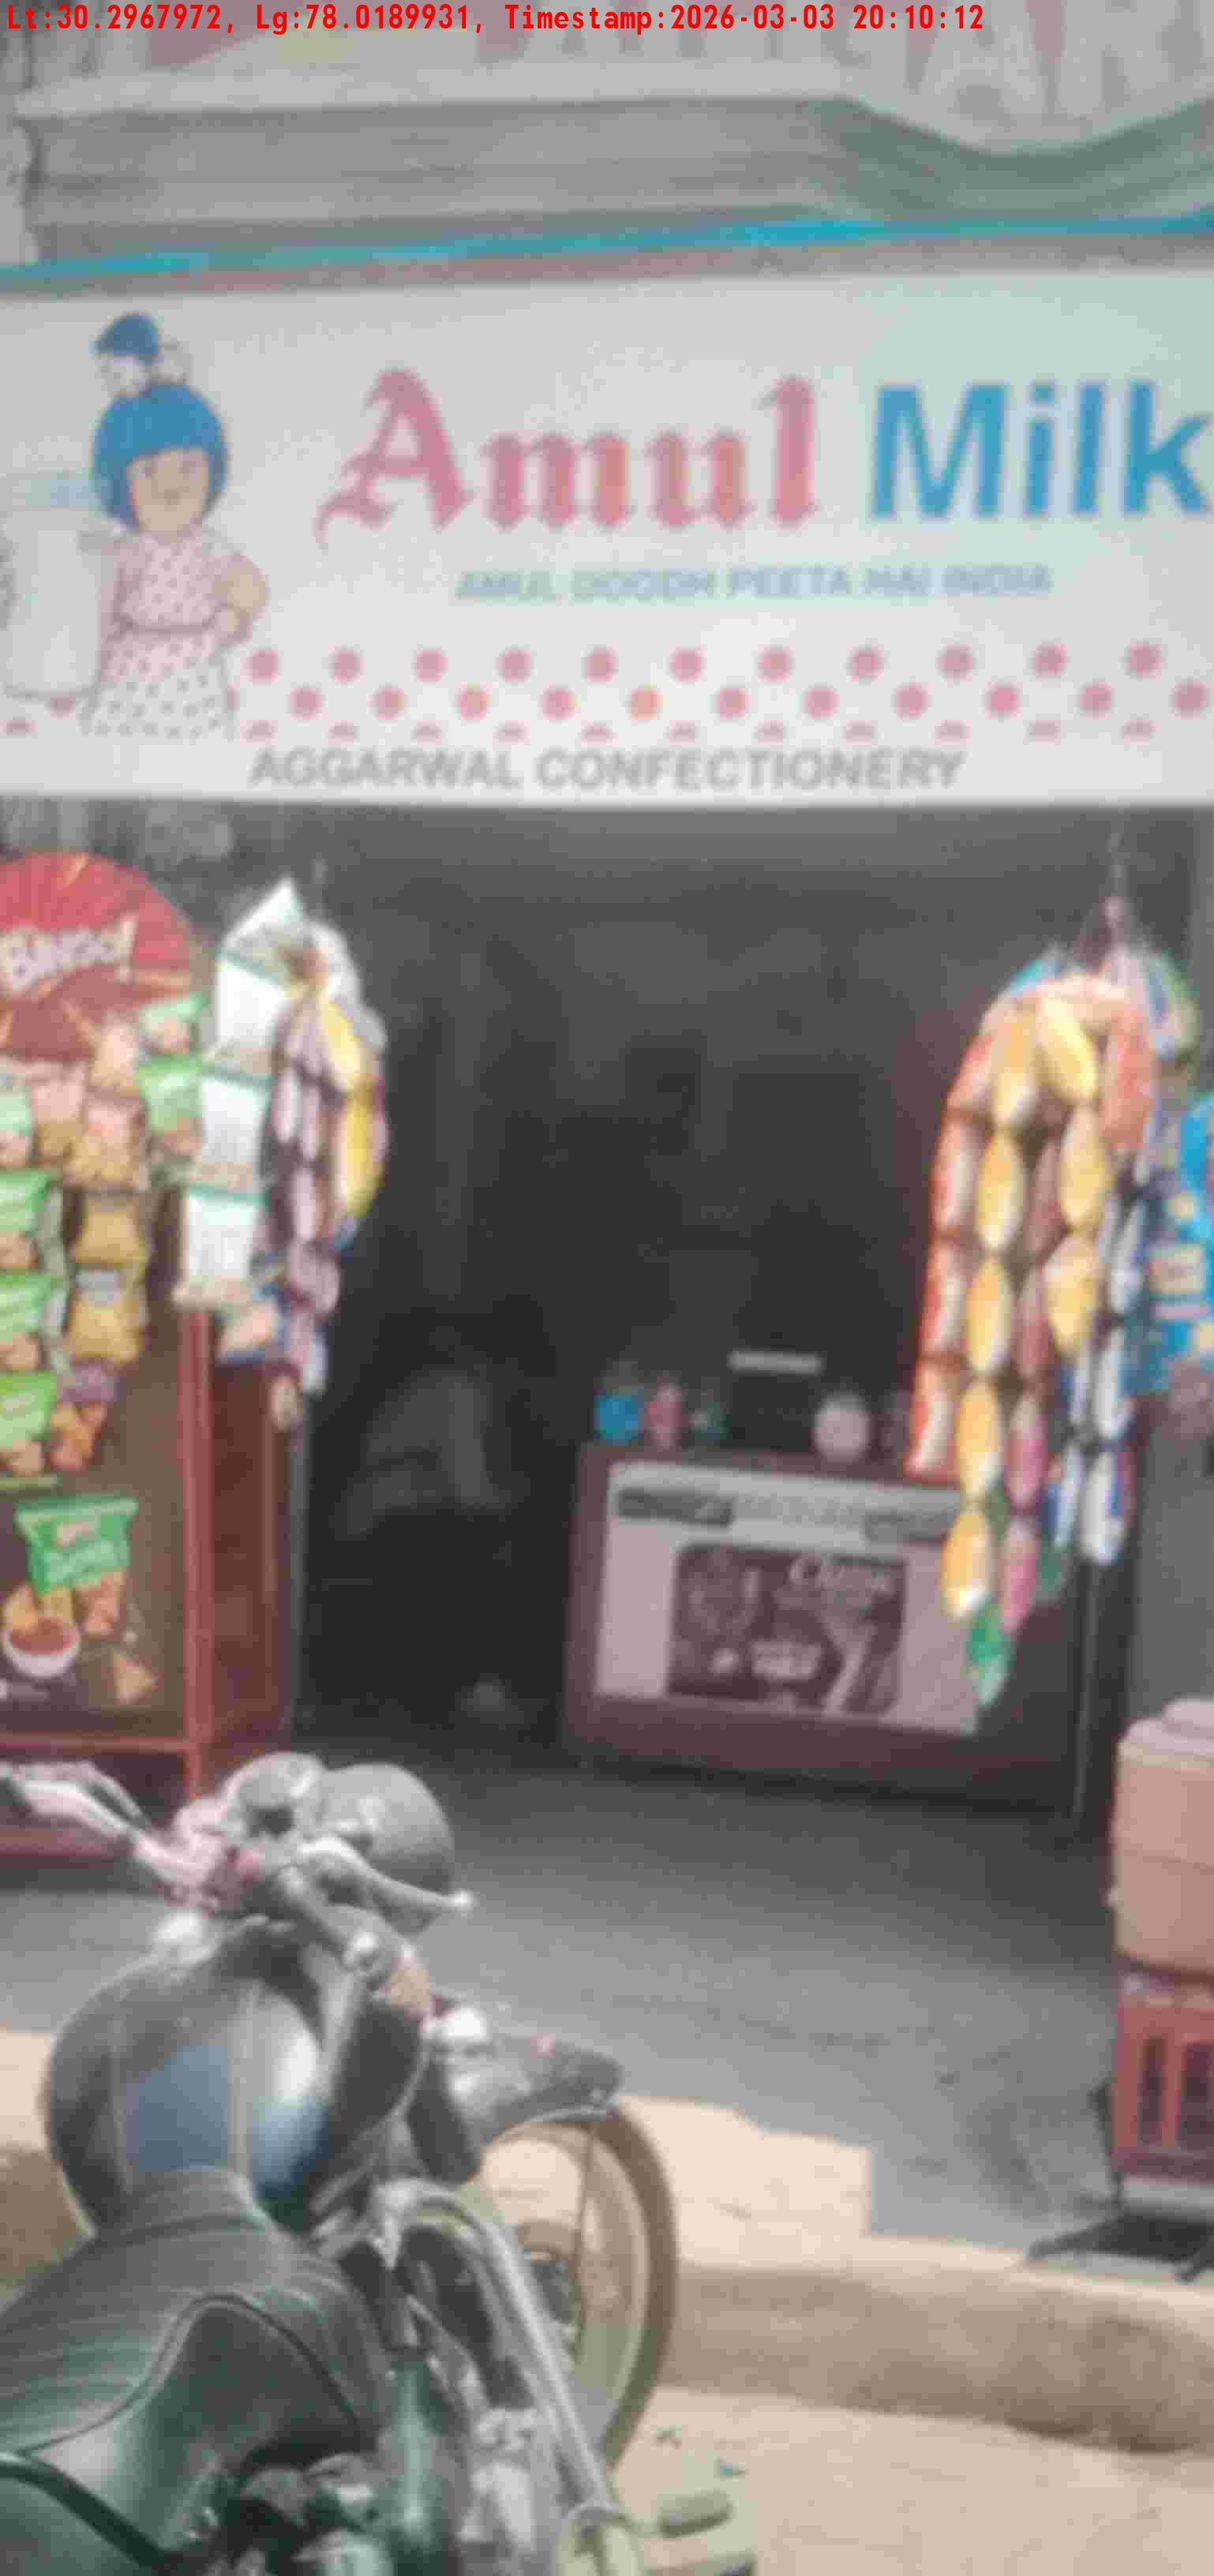 Lt:30.2967972, Lg:78.0189931, Timestamp:2026-03-03 20:10:12
Amul Milk
AMUL DOODH PEETA HAI INDIA
AGGARWAL CONFECTIONERY
Bingo!